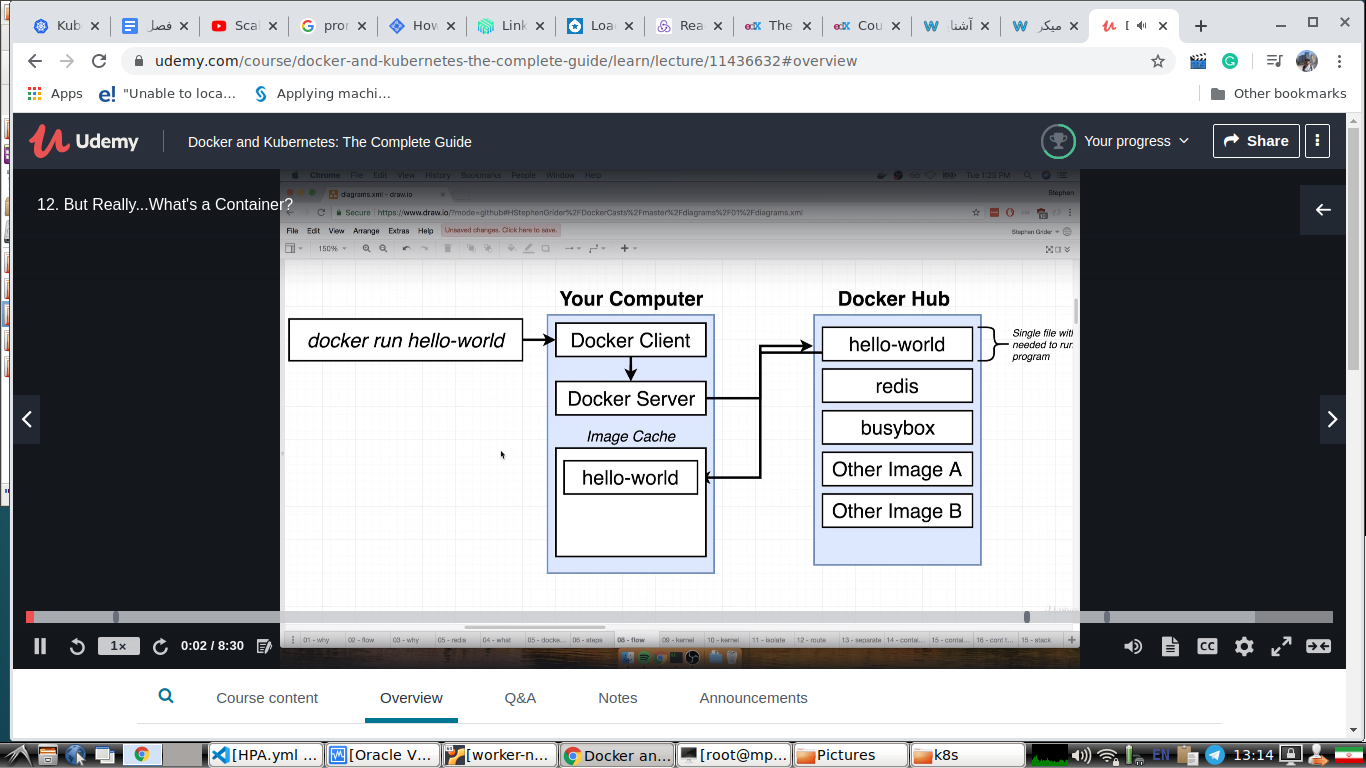 Kub
فصل
Scal
pror
How
Link
Loa
Rea
The
Cou
آشنا
میکر
[
udemy.com/course/docker-and-kubernetes-the-complete-guide/learn/lecture/11436632#overview
Apps
"Unable to loca...
Applying machi...
Other bookmarks
Udemy
Docker and Kubernetes: The Complete Guide
Your progress
Share
12. But Really...What's a Container?
Chrome File Edit View History Bookmarks People Window Help
Tue 1:20 PM
diagrams.xml - draw.io
Stephen
Secure https://www.draw.io/?mode=github#HStephenGrider%2FDockerCasts%2Fmaster%2Fdiagrams%2F01%2Fdiagrams.xml
File Edit View Arrange Extras Help Unsaved changes. Click here to save.
Stephen Grider
150%
Your Computer
Docker Hub
docker run hello-world
Docker Client
hello-world
Single file with
needed to run
program
Docker Server
redis
Image Cache
busybox
hello-world
Other Image A
Other Image B
01 - why
02 - flow
03 - why
05 - redis
04 - what
05 - docke...
06 - steps
08 - flow
09 - kernel
10 - kernel
11 - isolate
12 - route
13 - separate
14 - contai...
15 - contai...
16 - cont t...
15 - stack
1x
0:02 / 8:30
CC
Course content
Overview
Q&A
Notes
Announcements
[HPA.yml ...
[Oracle V...
[worker-n...
Docker an...
[root@mp...
Pictures
k8s
EN
13:14